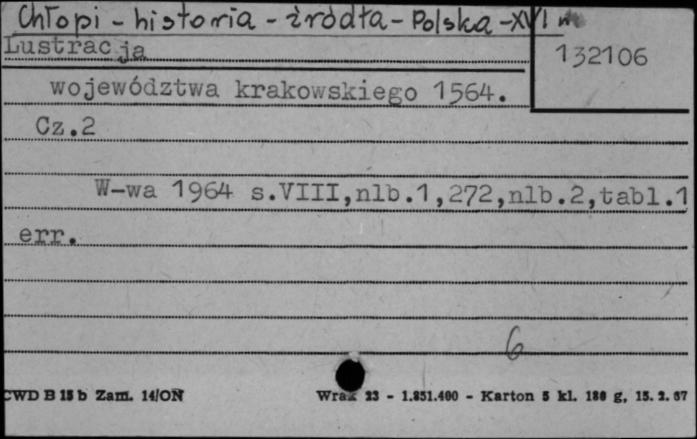 Chłopi - historia - źródła - Polska - XVI w
Lustracja
132106
województwa krakowskiego 1564.
Cz.2
W-wa 1964 s.VIII,nlb.1,272,nlb.2,tabl.1
err.
6
CWD B 15 b Zam. 14/ON
Wrak 23 - 1.851.400 - Karton 5 kl. 180 g, 15. 2. 67